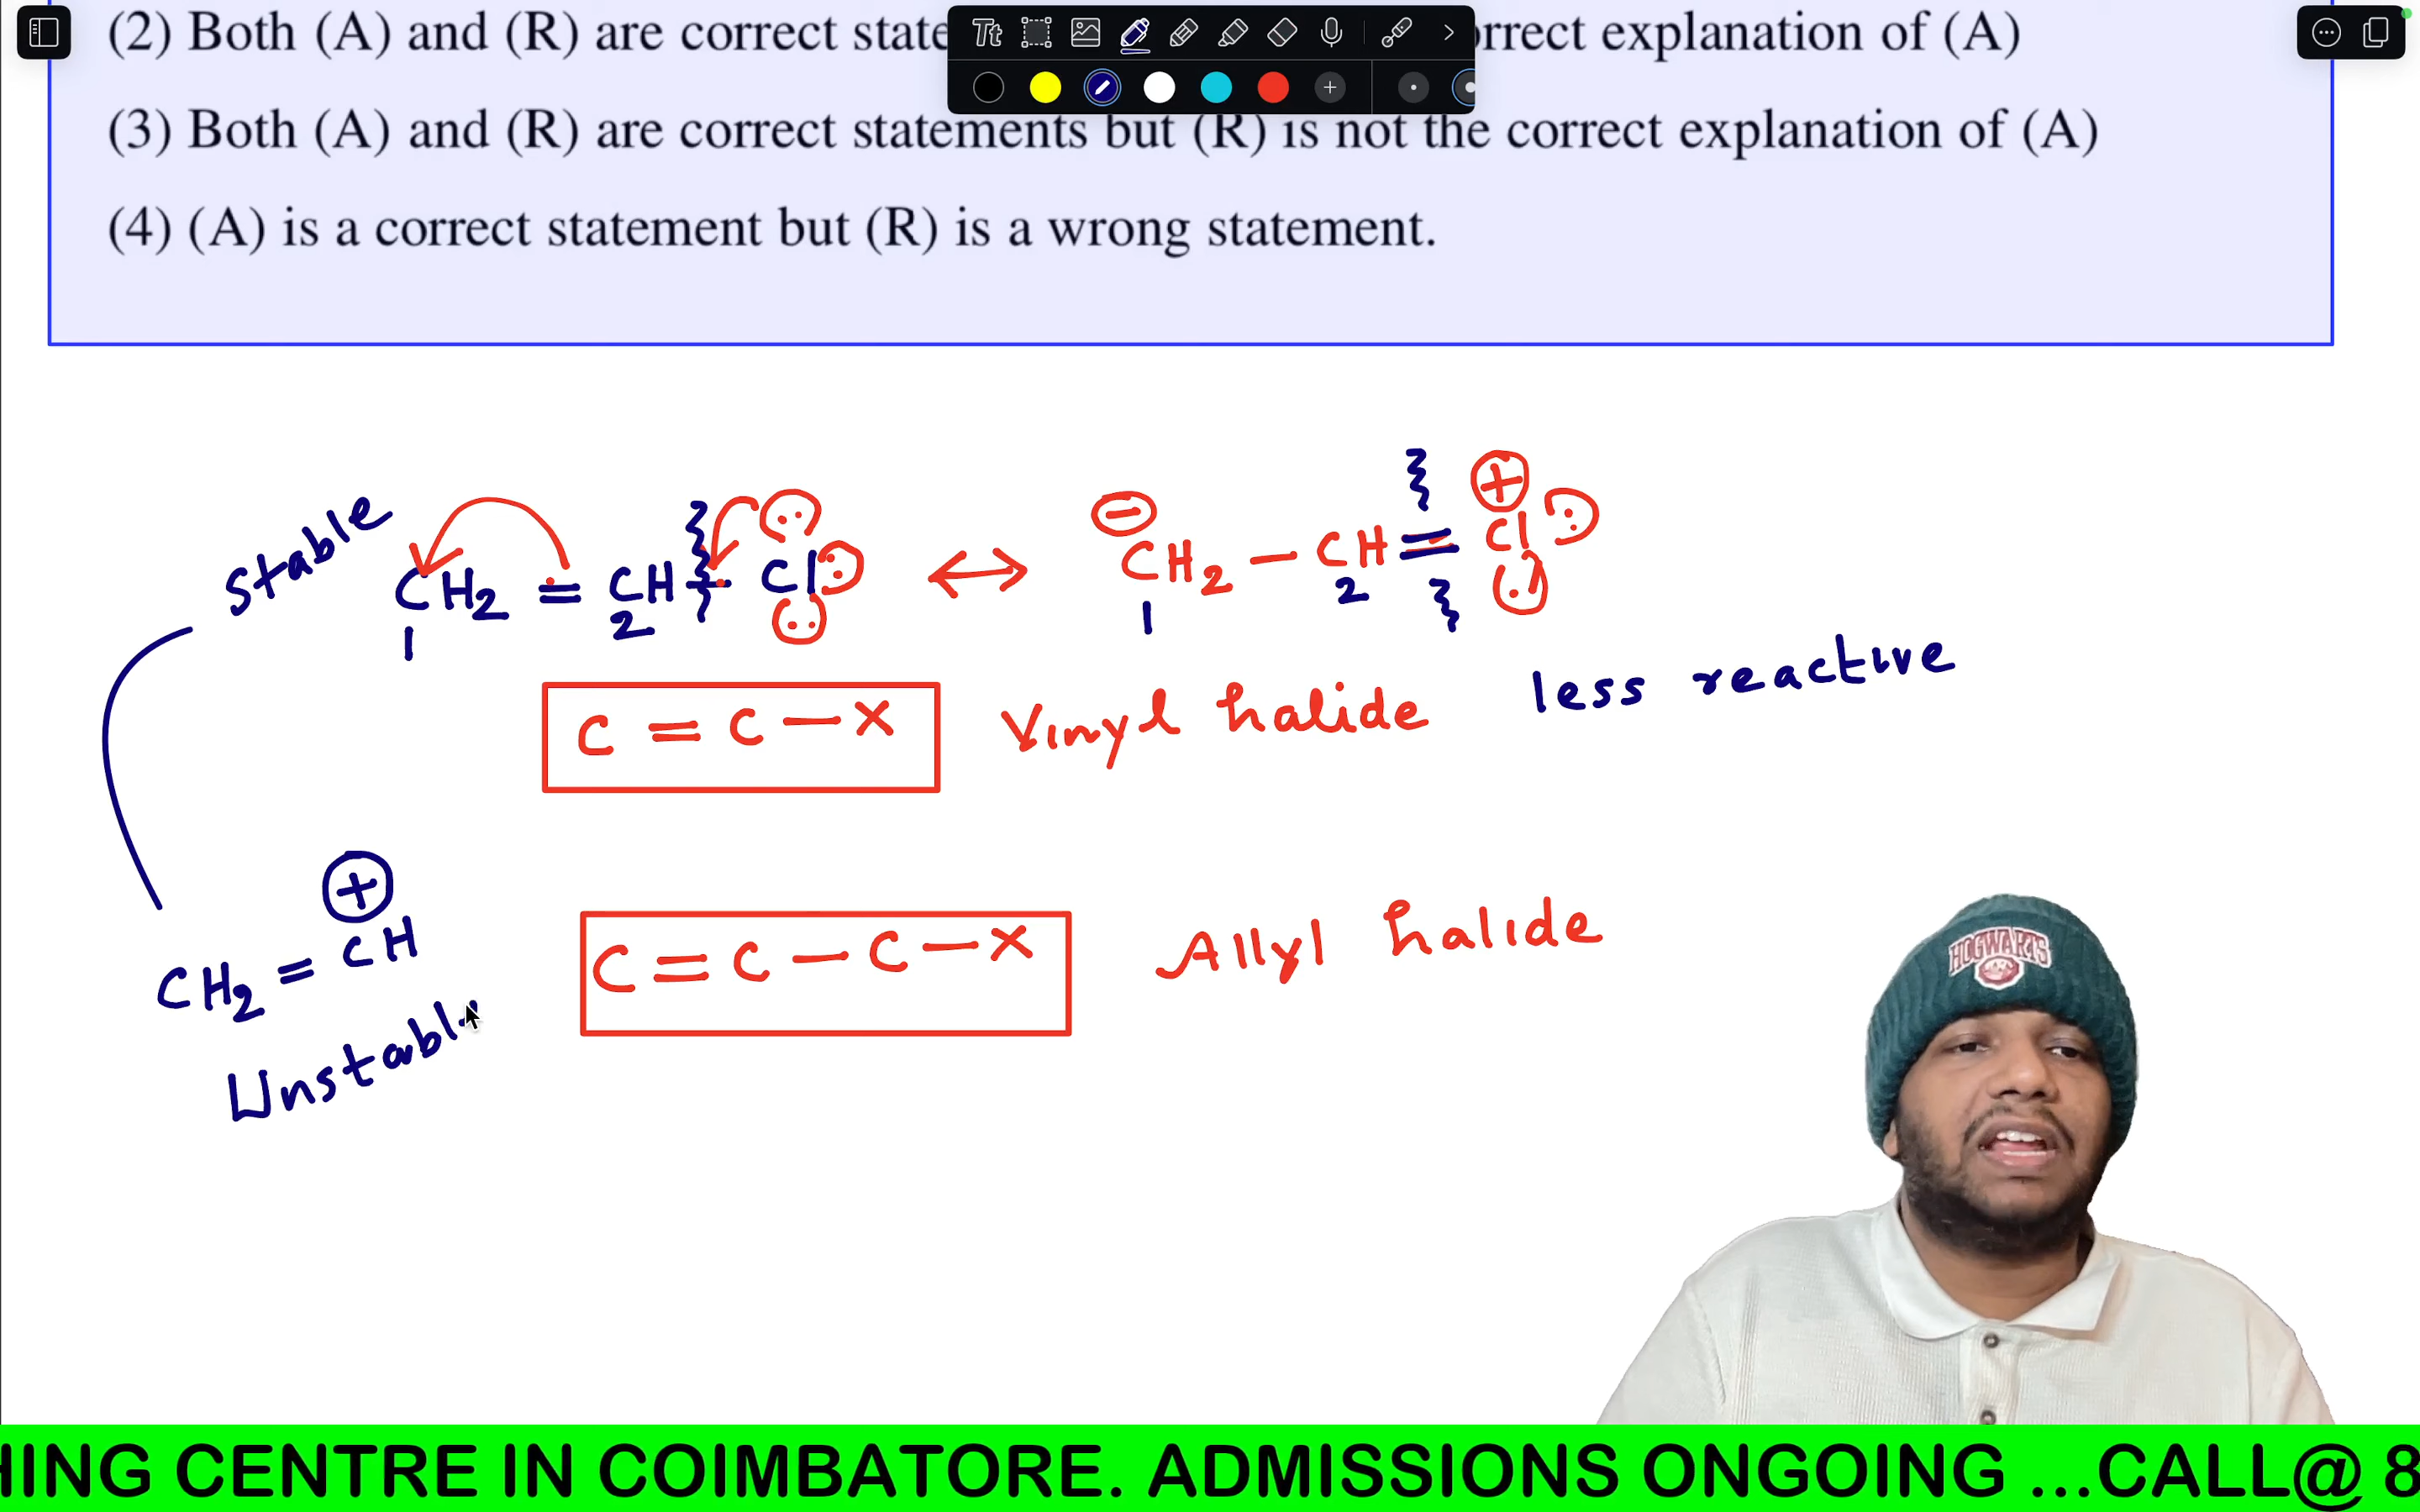 (2) Both (A) and (R) are correct state
rrect explanation of (A)
Tt
(3) Both (A) and (R) are correct statements but (R) is not the correct explanation of (A)
(4) (A) is a correct statement but (R) is a wrong statement.
Stable
CH2 = CH - Cl ↔ CH2 - CH = Cl
⊖ ⊕
1 2 1 2
C = C - X Vinyl halide less reactive
⊕
CH2 = CH
Unstable
C = C - C - X Allyl halide
HOGWARTS
HING CENTRE IN COIMBATORE. ADMISSIONS ONGOING ...CALL@ 8